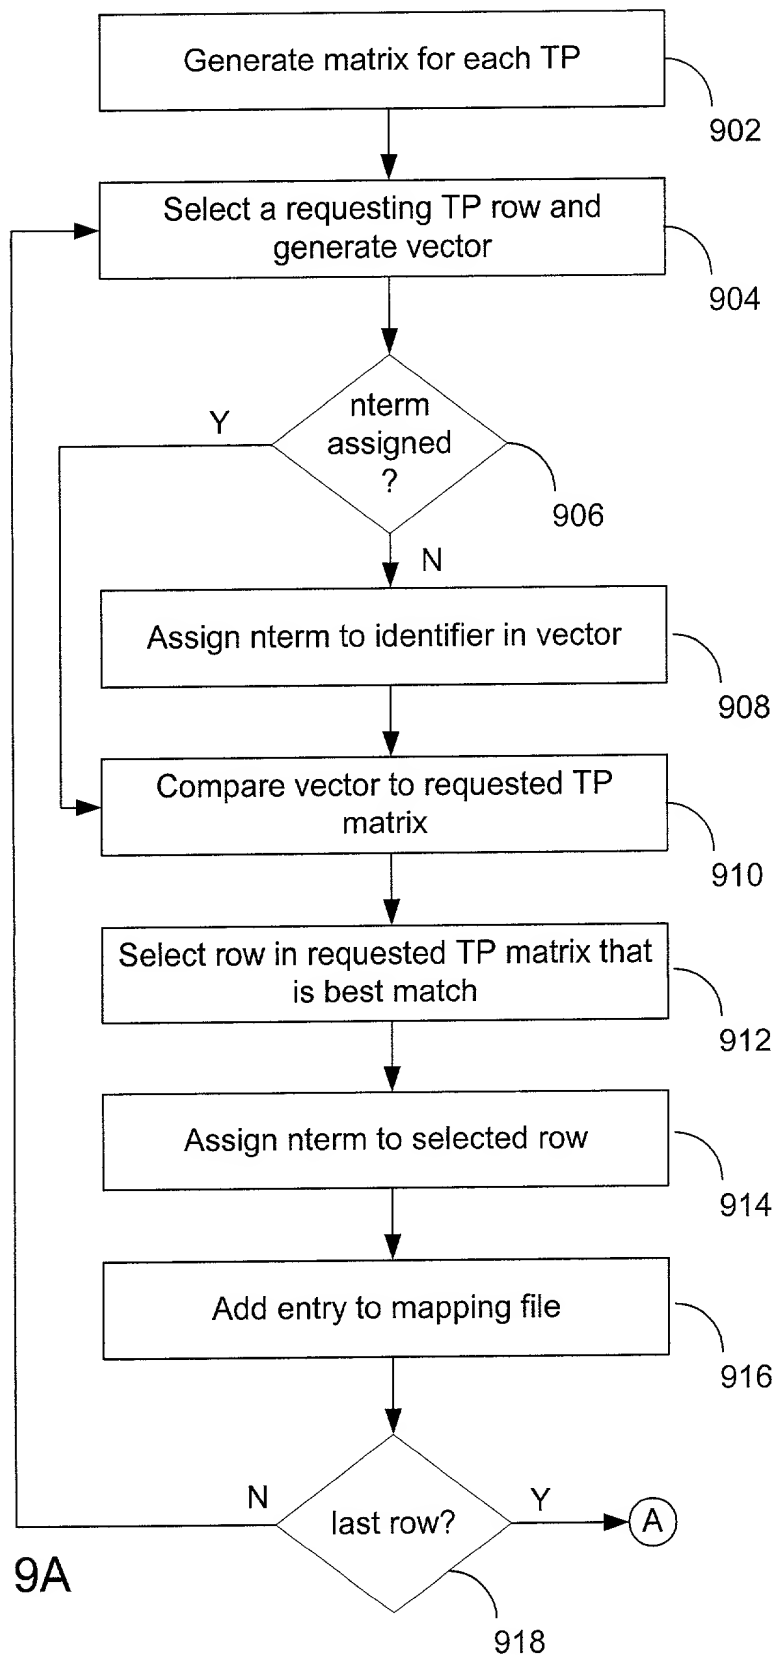 Generate matrix for each TP
902
Select a requesting TP row and
generate vector
904
nterm
assigned
?
Y
906
N
Assign nterm to identifier in vector
908
Compare vector to requested TP
matrix
910
Select row in requested TP matrix that
is best match
912
Assign nterm to selected row
914
Add entry to mapping file
916
N
last row?
Y
A
9A
918